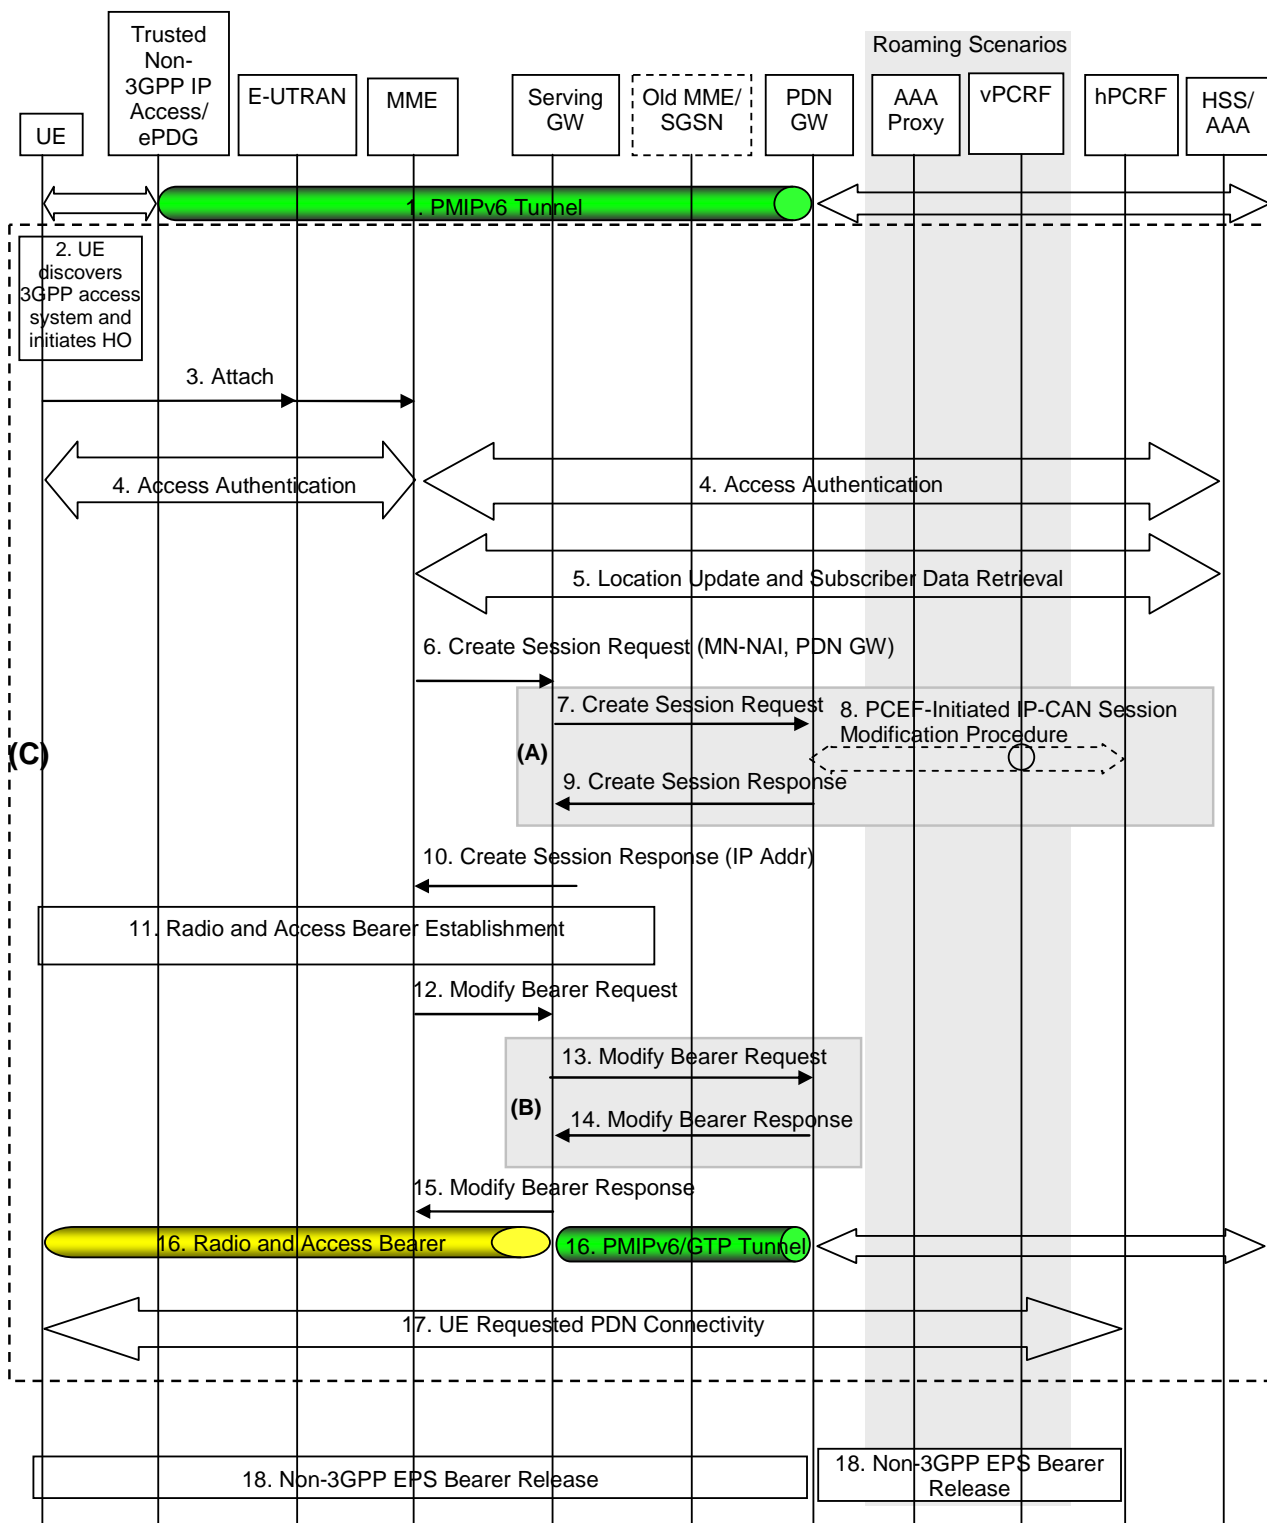 Roaming Scenarios
UE
Trusted
Non-
3GPP IP
Access/
ePDG
E-UTRAN
MME
Serving
GW
Old MME/
SGSN
PDN
GW
AAA
Proxy
vPCRF
hPCRF
HSS/
AAA
1. PMIPv6 Tunnel
2. UE
discovers
3GPP access
system and
initiates HO
3. Attach
4. Access Authentication
4. Access Authentication
5. Location Update and Subscriber Data Retrieval
6. Create Session Request (MN-NAI, PDN GW)
7. Create Session Request
8. PCEF-Initiated IP-CAN Session
Modification Procedure
(C)
(A)
9. Create Session Response
10. Create Session Response (IP Addr)
11. Radio and Access Bearer Establishment
12. Modify Bearer Request
13. Modify Bearer Request
(B)
14. Modify Bearer Response
15. Modify Bearer Response
16. Radio and Access Bearer
16. PMIPv6/GTP Tunnel
17. UE Requested PDN Connectivity
18. Non-3GPP EPS Bearer Release
18. Non-3GPP EPS Bearer
Release